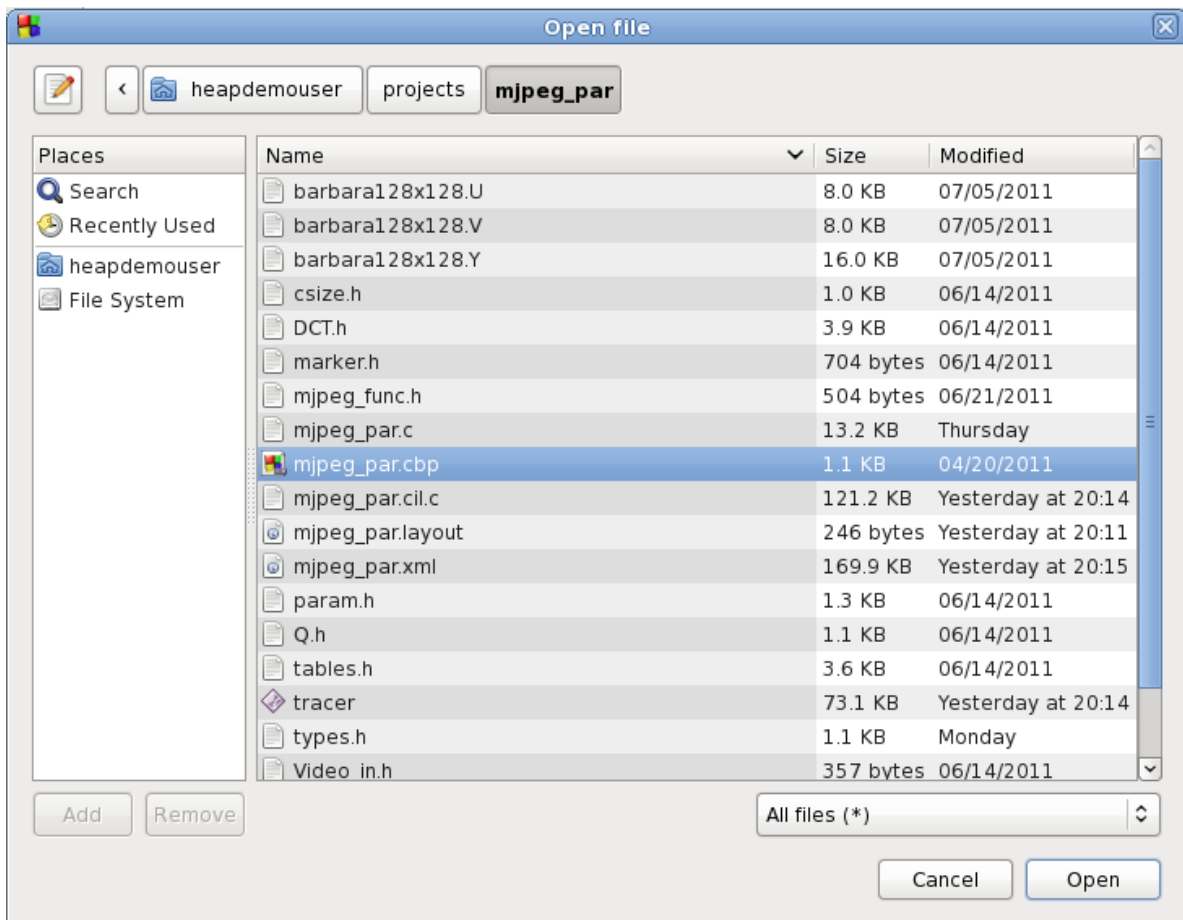 Open file
heapdemouser projects mjpeg_par
Places Name Size Modified
Search barbara128x128.U 8.0 KB 07/05/2011
Recently Used barbara128x128.V 8.0 KB 07/05/2011
barbara128x128.Y 16.0 KB 07/05/2011
heapdemouser csize.h 1.0 KB 06/14/2011
File System DCT.h 3.9 KB 06/14/2011
marker.h 704 bytes 06/14/2011
mjpeg_func.h 504 bytes 06/21/2011
mjpeg_par.c 13.2 KB Thursday
mjpeg_par.cbp 1.1 KB 04/20/2011
mjpeg_par.cil.c 121.2 KB Yesterday at 20:14
mjpeg_par.layout 246 bytes Yesterday at 20:11
mjpeg_par.xml 169.9 KB Yesterday at 20:15
param.h 1.3 KB 06/14/2011
Q.h 1.1 KB 06/14/2011
tables.h 3.6 KB 06/14/2011
tracer 73.1 KB Yesterday at 20:14
types.h 1.1 KB Monday
Video_in.h 357 bytes 06/14/2011
Add Remove All files (*)
Cancel Open